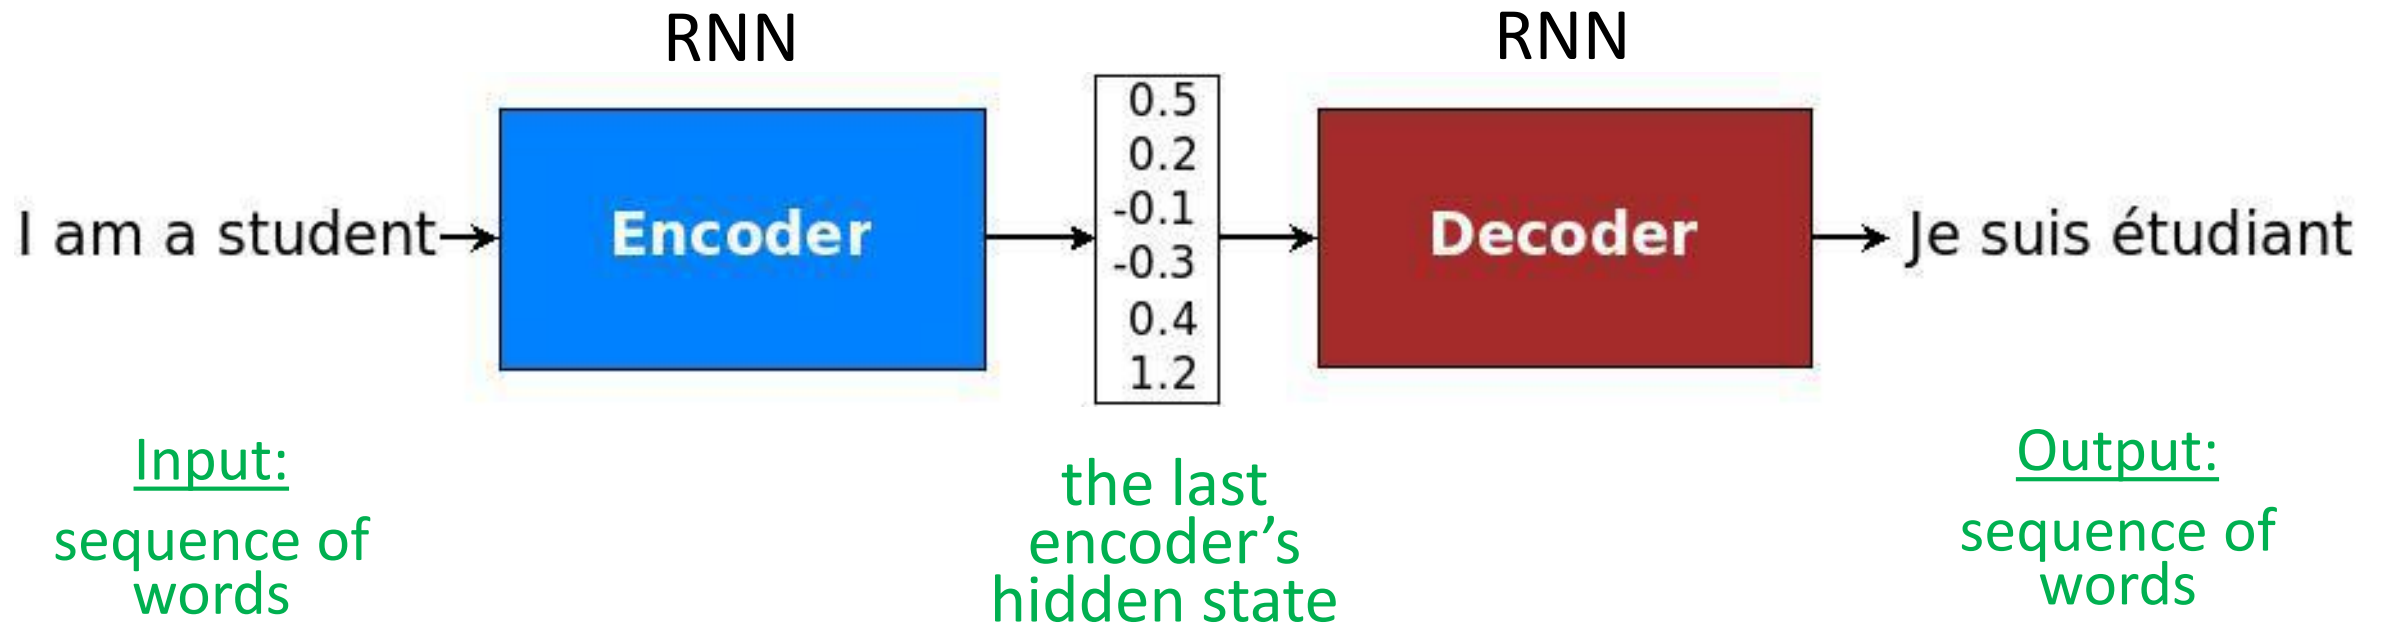 RNN
RNN
I am a student
Encoder
0.5
0.2
-0.1
-0.3
0.4
1.2
Decoder
Je suis étudiant
Input:
sequence of
words
the last
encoder’s
hidden state
Output:
sequence of
words